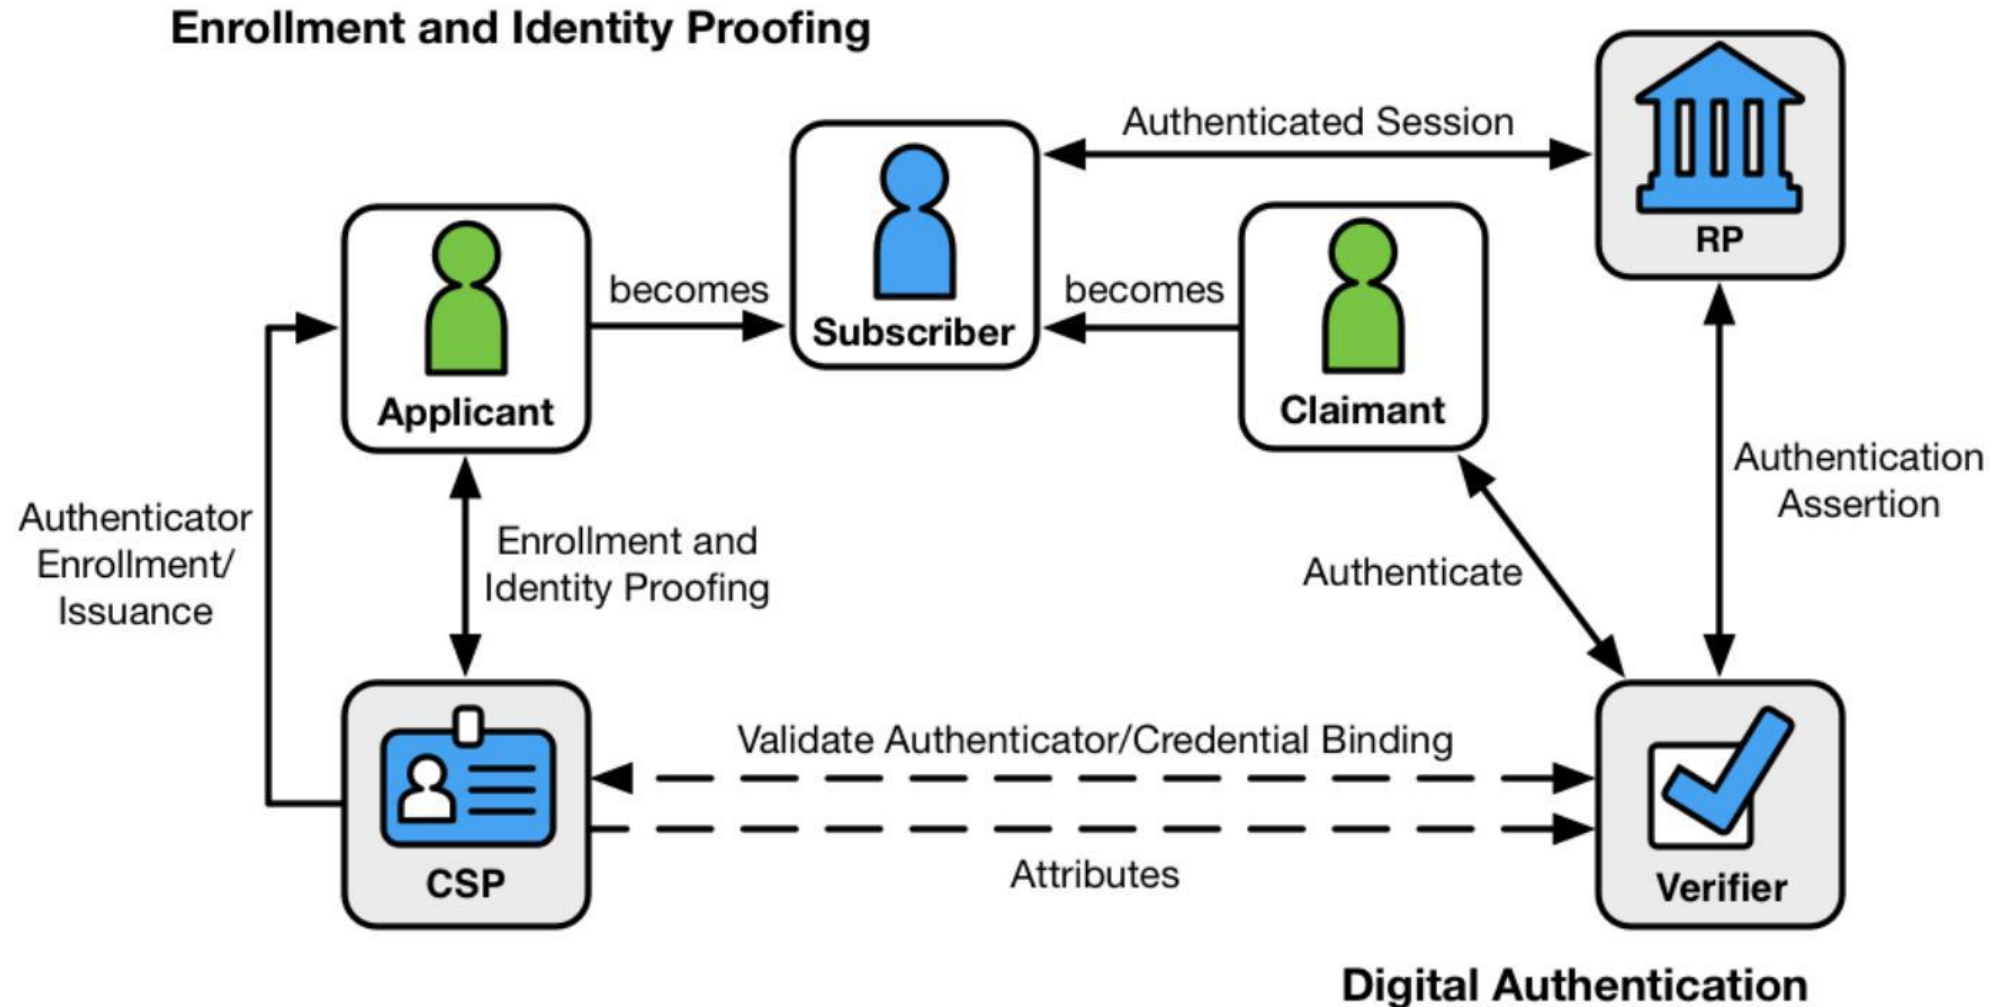 Enrollment and Identity Proofing
Authenticated Session
RP
becomes
becomes
Subscriber
Applicant
Claimant
Authentication
Assertion
Authenticator
Enrollment/
Issuance
Enrollment and
Identity Proofing
Authenticate
Validate Authenticator/Credential Binding
Attributes
CSP
Verifier
Digital Authentication